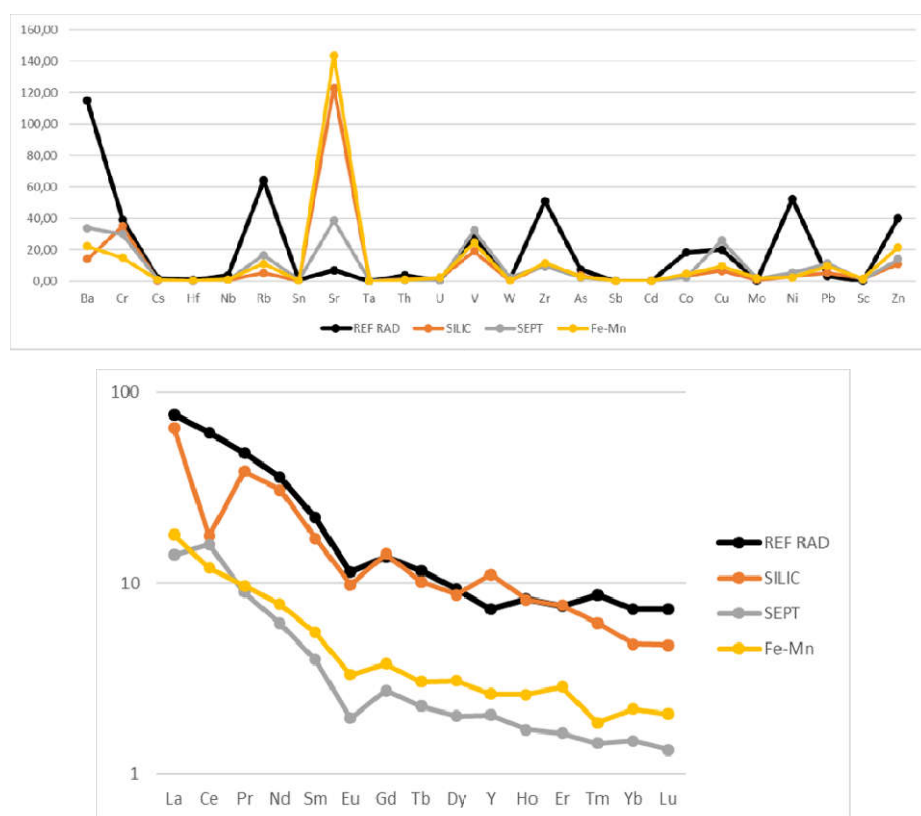 160,00
140,00
120,00
100,00
80,00
60,00
40,00
20,00
0,00
Ba Cr Cs Hf Nb Rb Sn Sr Ta Th U V W Zr As Sb Cd Co Cu Mo Ni Pb Sc Zn
REF RAD SILIC SEPT Fe-Mn
100
10
1
REF RAD
SILIC
SEPT
Fe-Mn
La Ce Pr Nd Sm Eu Gd Tb Dy Y Ho Er Tm Yb Lu